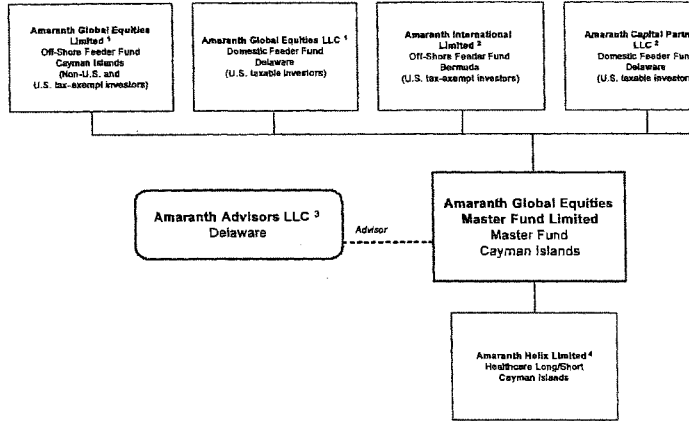 Amaranth Global Equities
Limited 1
Off-Shore Feeder Fund
Cayman Islands
(Non-U.S. and
U.S. tax-exempt investors)
Amaranth Global Equities LLC 1
Domestic Feeder Fund
Delaware
(U.S. taxable investors)
Amaranth International
Limited 2
Off-Shore Feeder Fund
Bermuda
(U.S. tax-exempt investors)
Amaranth Capital Partn
LLC 2
Domestic Feeder Fun
Delaware
(U.S. taxable investor
Amaranth Advisors LLC 3
Delaware
Advisor
Amaranth Global Equities
Master Fund Limited
Master Fund
Cayman Islands
Amaranth Helix Limited 4
Healthcare Long/Short
Cayman Islands